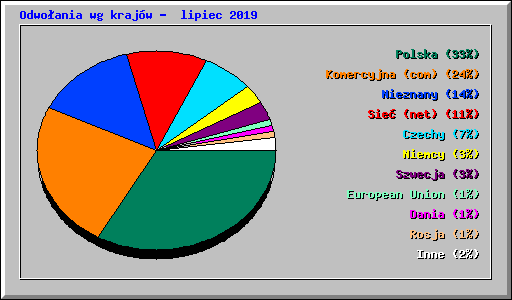 Odwołania wg krajów -  lipiec 2019
Polska (33%)
Komercyjna (com) (24%)
Nieznany (14%)
Sieć (net) (11%)
Czechy (7%)
Niemcy (3%)
Szwecja (3%)
European Union (1%)
Dania (1%)
Rosja (1%)
Inne (2%)